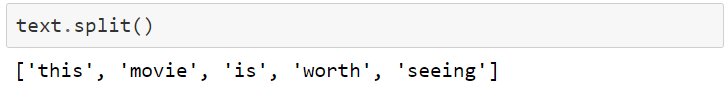 text.split()
['this', 'movie', 'is', 'worth', 'seeing']